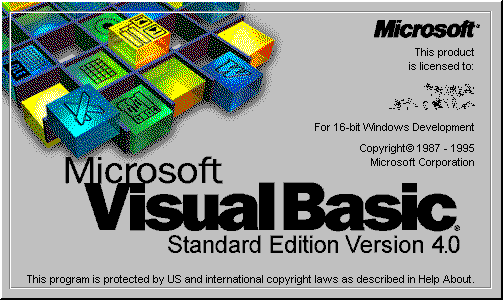 Microsoft®
This product
is licensed to:
For 16-bit Windows Development
Copyright© 1987 - 1995
Microsoft Corporation
Microsoft
Visual Basic®
Standard Edition Version 4.0
This program is protected by US and international copyright laws as described in Help About.